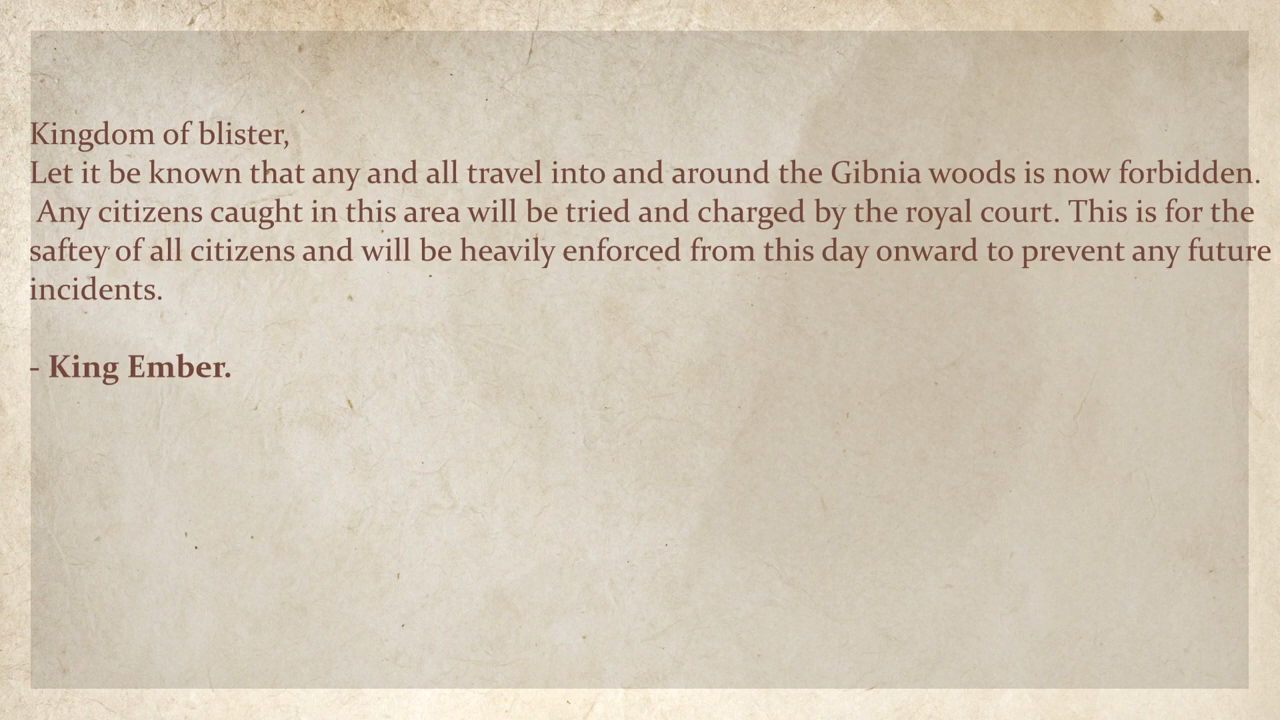 Kingdom of blister,
Let it be known that any and all travel into and around the Gibnia woods is now forbidden.
Any citizens caught in this area will be tried and charged by the royal court. This is for the
saftey of all citizens and will be heavily enforced from this day onward to prevent any future
incidents.
- King Ember.